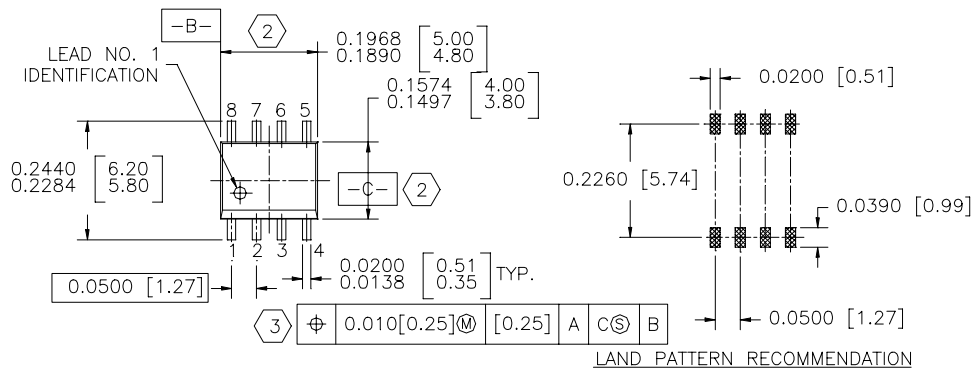 -B-
2
LEAD NO. 1
IDENTIFICATION
0.1968 [5.00]
0.1890 [4.80]
0.1574 [4.00]
0.1497 [3.80]
8 7 6 5
0.2440 [6.20]
0.2284 [5.80]
-C-
2
1 2 3 4
0.0500 [1.27]
0.0200 [0.51]
0.0138 [0.35]
TYP.
3
⌖ 0.010[0.25]Ⓜ [0.25] A CⓈ B
0.0200 [0.51]
0.2260 [5.74]
0.0390 [0.99]
0.0500 [1.27]
LAND PATTERN RECOMMENDATION